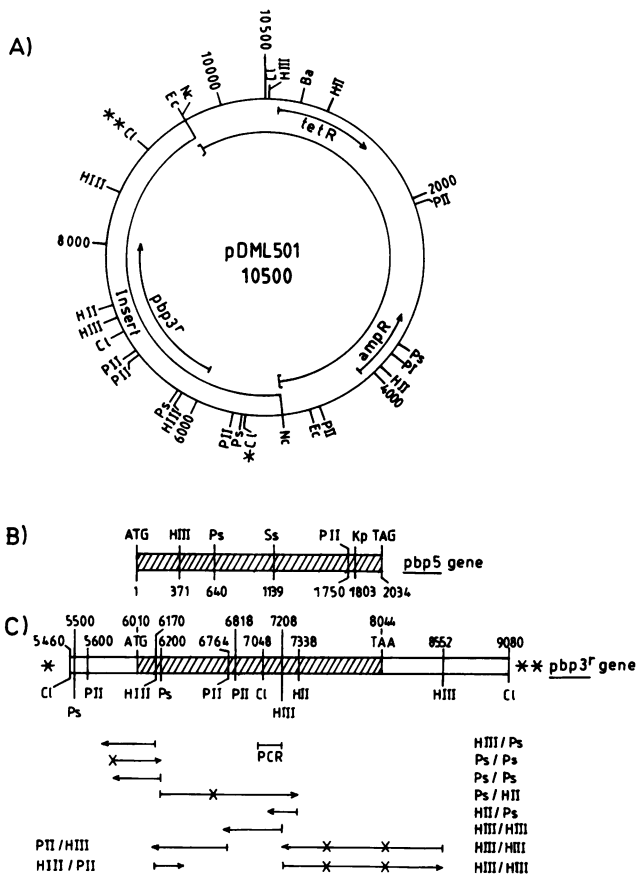 A)
10500
Cl
HIII
Ba
HII
tetR
2000
PII
Ps
PI
HII
4000
ampR
PII
Ec
Nc
Cl
*
Ps
PII
6000
HIII
Ps
PII
PII
Cl
HIII
HII
Insert
pbp3r
8000
HIII
**Cl
Ec
Nc
10000
pDML501
10500
B)
ATG HIII Ps Ss PII Kp TAG
pbp5 gene
1 371 640 1139 1750 1803 2034
C)
5500 6010 6170 6818 7208 8044
5460 5600 ATG 6200 6764 7048 7338 TAA 8552 9080
* ** pbp3r gene
Cl PII HIII Ps PII PII Cl HII HIII Cl
Ps HIII
PCR
HIII/Ps
Ps/Ps
Ps/Ps
Ps/HII
HII/Ps
HIII/HIII
PII/HIII HIII/HIII
HIII/PII HIII/HIII